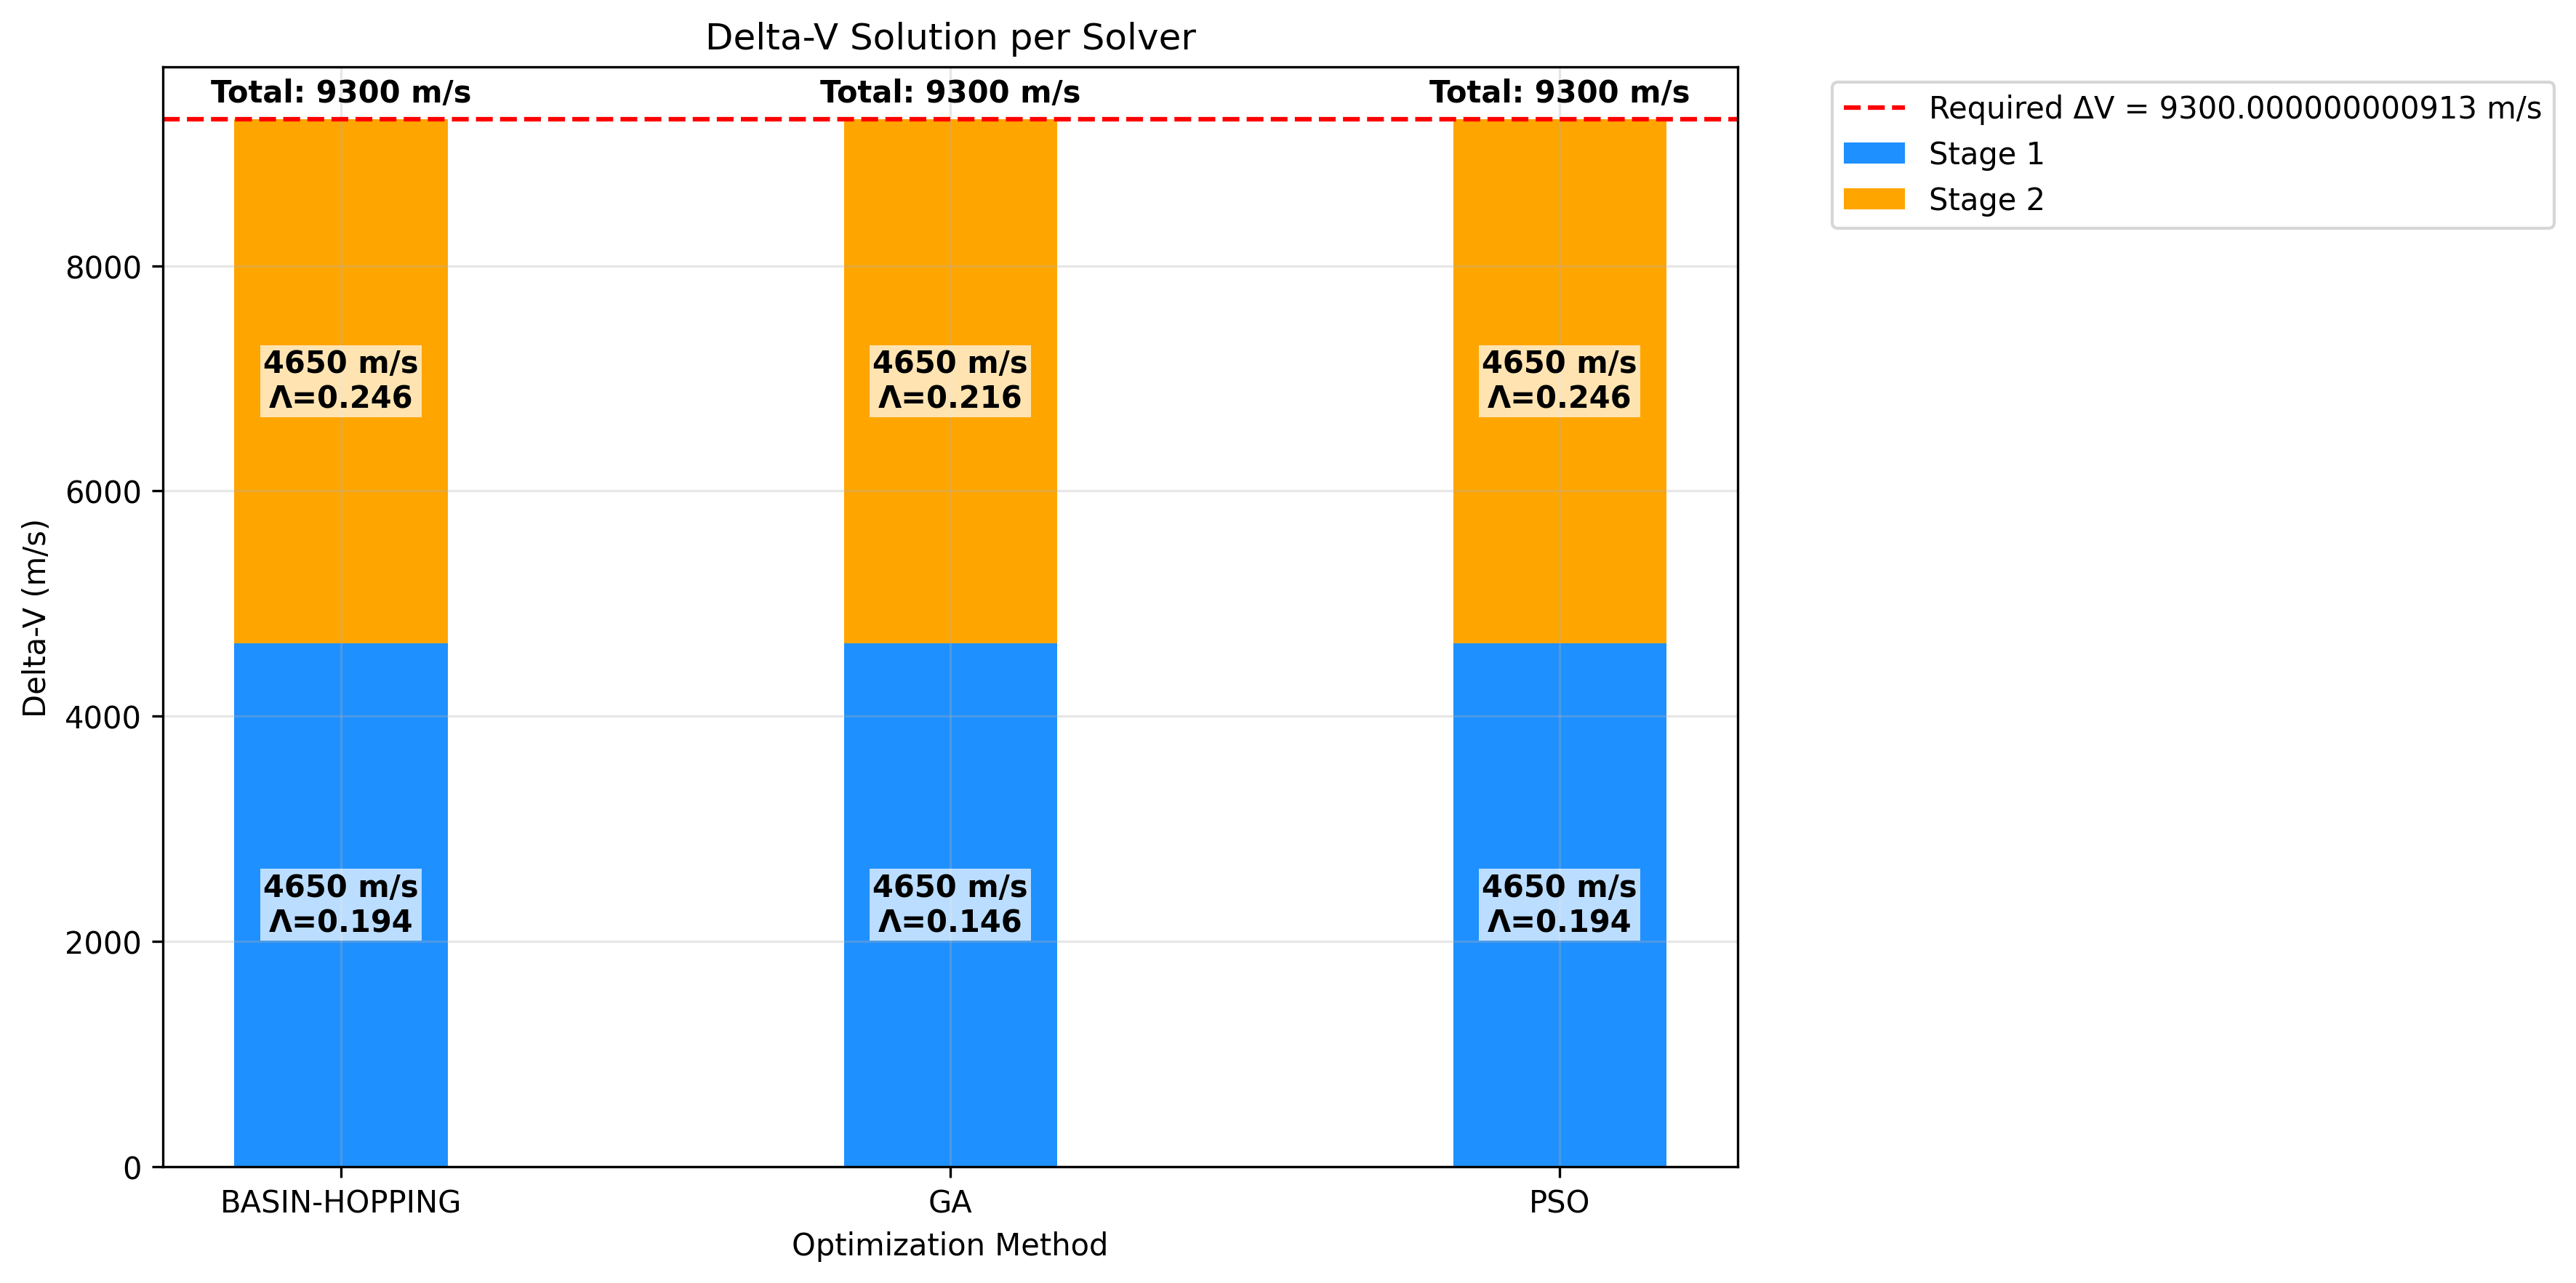 Delta-V Solution per Solver
Total: 9300 m/s
Total: 9300 m/s
Total: 9300 m/s
Required ΔV = 9300.000000000913 m/s
Stage 1
Stage 2
Delta-V (m/s)
8000
6000
4000
2000
0
4650 m/s
Λ=0.246
4650 m/s
Λ=0.216
4650 m/s
Λ=0.246
4650 m/s
Λ=0.194
4650 m/s
Λ=0.146
4650 m/s
Λ=0.194
BASIN-HOPPING
GA
PSO
Optimization Method